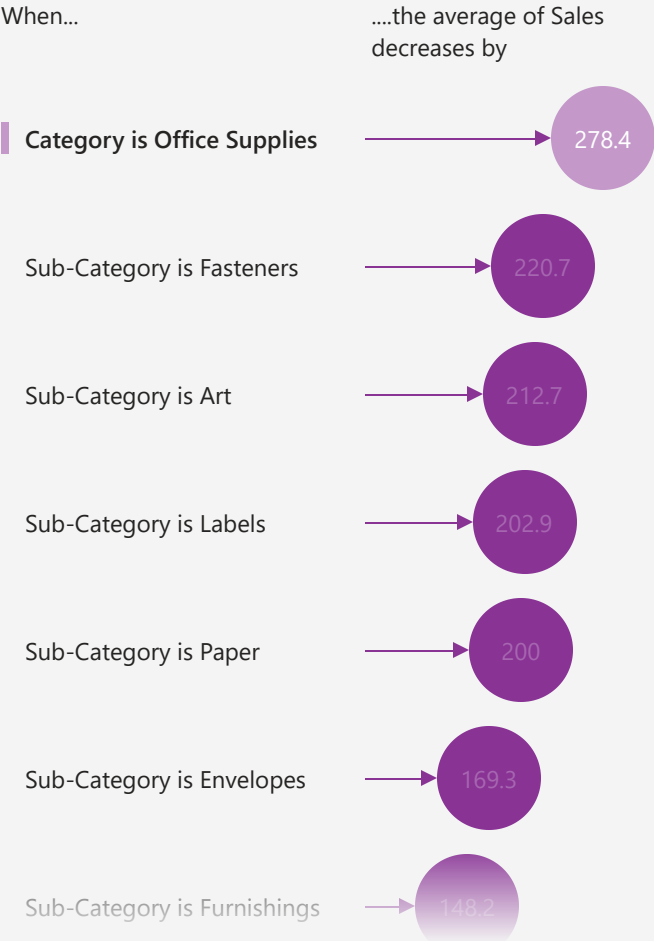 When...
....the average of Sales
decreases by
Category is Office Supplies
278.4
Sub-Category is Fasteners
220.7
Sub-Category is Art
212.7
Sub-Category is Labels
202.9
Sub-Category is Paper
200
Sub-Category is Envelopes
169.3
Sub-Category is Furnishings
148.2